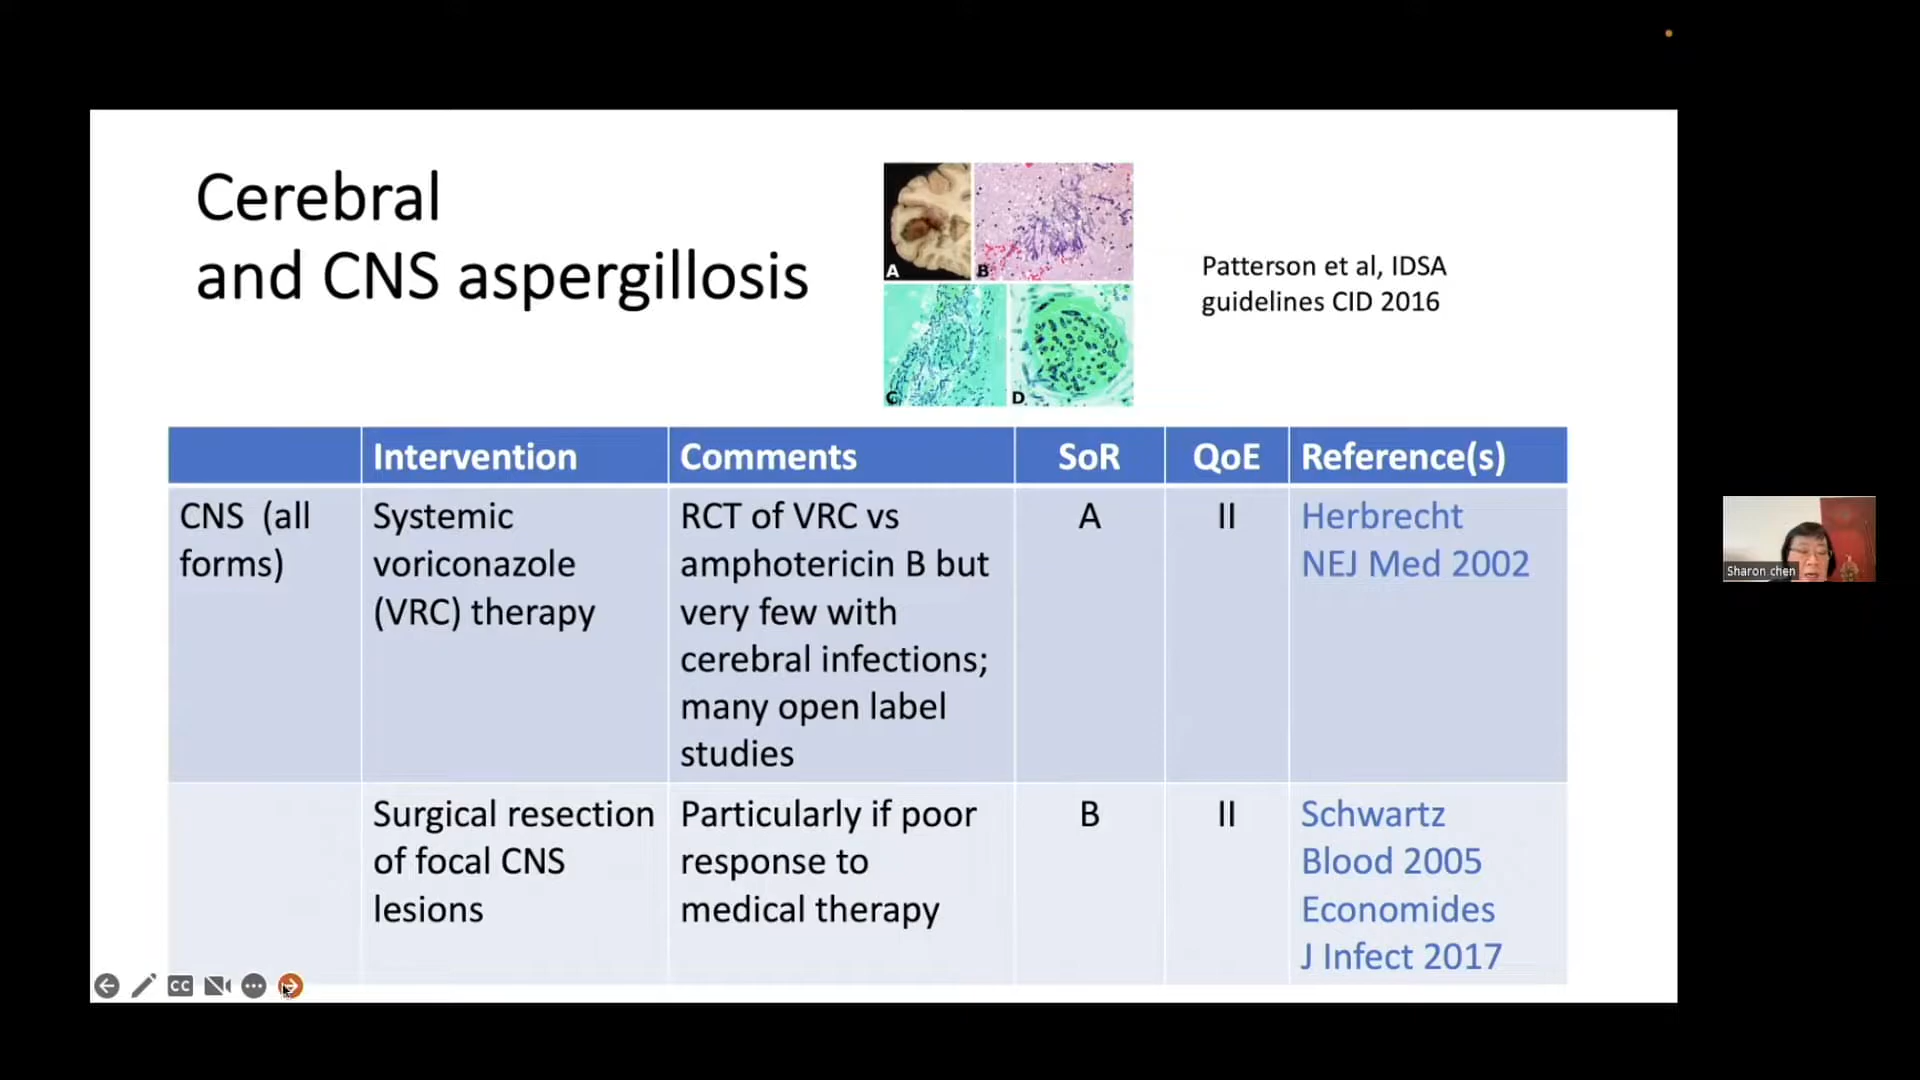 Cerebral
and CNS aspergillosis
A
B
C
D
Patterson et al, IDSA
guidelines CID 2016
Intervention
Comments
SoR
QoE
Reference(s)
CNS (all
forms)
Systemic
voriconazole
(VRC) therapy
RCT of VRC vs
amphotericin B but
very few with
cerebral infections;
many open label
studies
A
II
Herbrecht
NEJ Med 2002
Surgical resection
of focal CNS
lesions
Particularly if poor
response to
medical therapy
B
II
Schwartz
Blood 2005
Economides
J Infect 2017
CC
Sharon chen